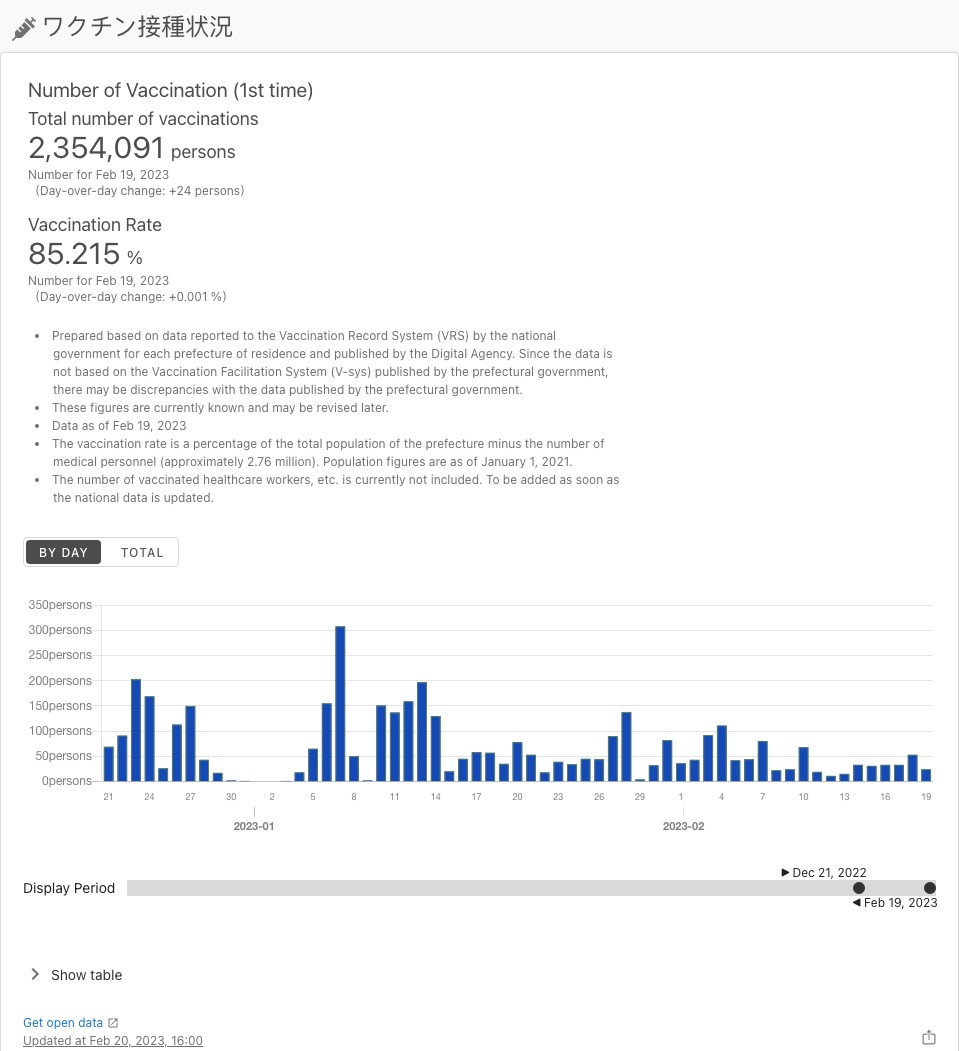 ワクチン接種状況
Number of Vaccination (1st time)
Total number of vaccinations
2,354,091 persons
Number for Feb 19, 2023
(Day-over-day change: +24 persons)
Vaccination Rate
85.215 %
Number for Feb 19, 2023
(Day-over-day change: +0.001 %)
• Prepared based on data reported to the Vaccination Record System (VRS) by the national
government for each prefecture of residence and published by the Digital Agency. Since the data is
not based on the Vaccination Facilitation System (V-sys) published by the prefectural government,
there may be discrepancies with the data published by the prefectural government.
• These figures are currently known and may be revised later.
• Data as of Feb 19, 2023
• The vaccination rate is a percentage of the total population of the prefecture minus the number of
medical personnel (approximately 2.76 million). Population figures are as of January 1, 2021.
• The number of vaccinated healthcare workers, etc. is currently not included. To be added as soon as
the national data is updated.
BY DAY TOTAL
350persons
300persons
250persons
200persons
150persons
100persons
50persons
0persons
21 24 27 30 2 5 8 11 14 17 20 23 26 29 1 4 7 10 13 16 19
2023-01 2023-02
▶ Dec 21, 2022
Display Period
◀ Feb 19, 2023
Show table
Get open data
Updated at Feb 20, 2023, 16:00